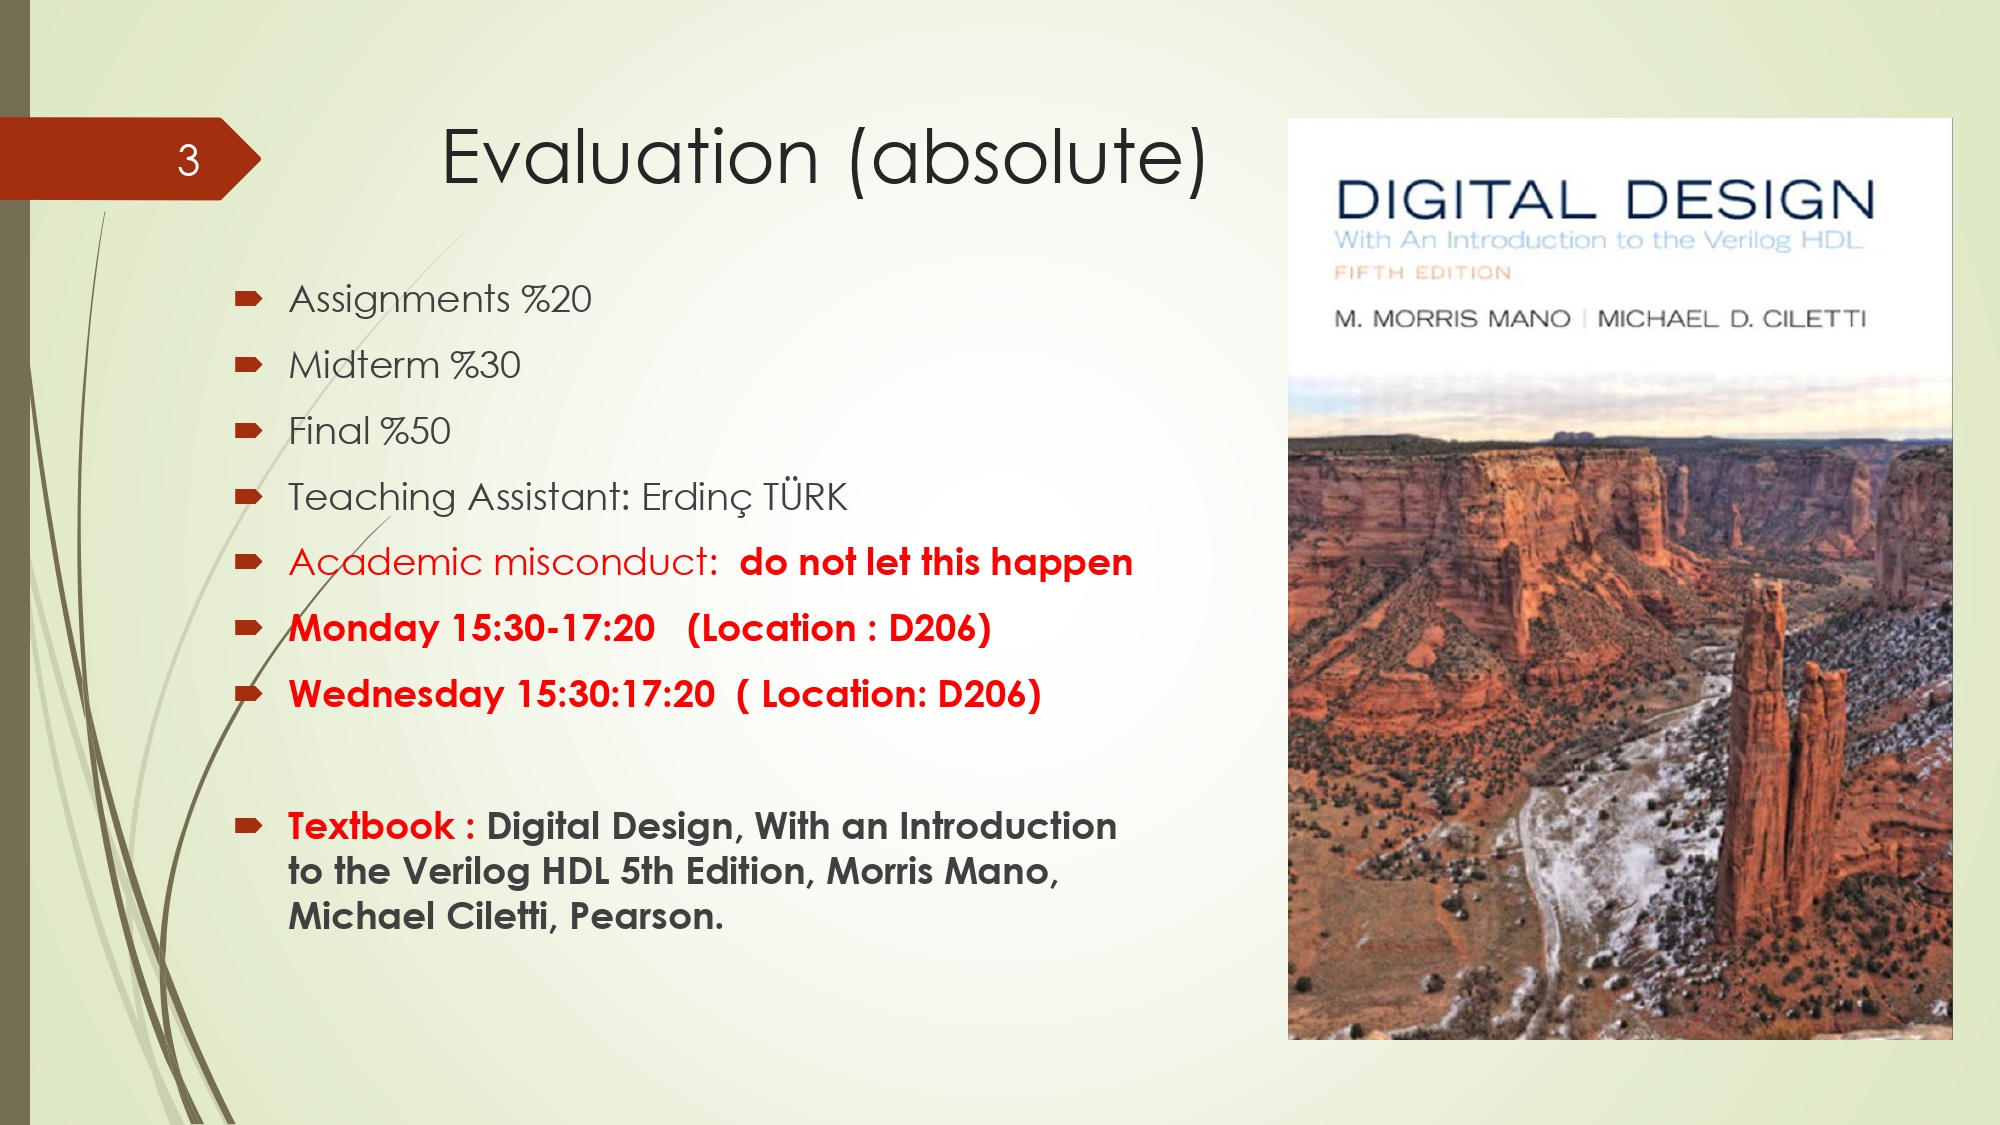 3
Evaluation (absolute)
Assignments %20
Midterm %30
Final %50
Teaching Assistant: Erdinç TÜRK
Academic misconduct:  do not let this happen
Monday 15:30-17:20   (Location : D206)
Wednesday 15:30:17:20  ( Location: D206)
Textbook : Digital Design, With an Introduction
to the Verilog HDL 5th Edition, Morris Mano,
Michael Ciletti, Pearson.
DIGITAL DESIGN
With An Introduction to the Verilog HDL
FIFTH EDITION
M. MORRIS MANO | MICHAEL D. CILETTI